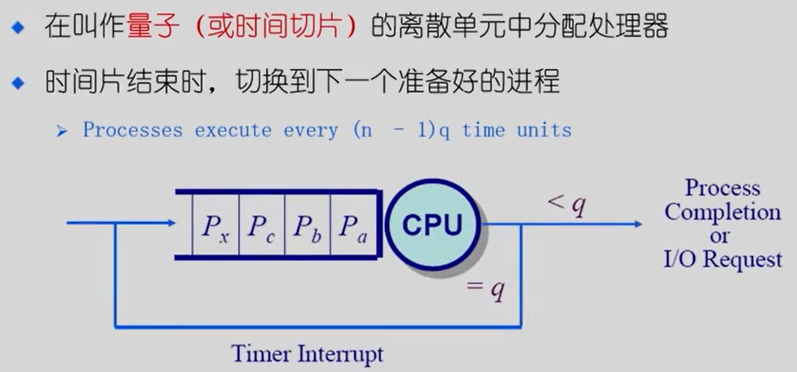 在叫作量子（或时间切片）的离散单元中分配处理器
时间片结束时，切换到下一个准备好的进程
Processes execute every (n - 1)q time units
Px Pc Pb Pa CPU
< q
= q
Process
Completion
or
I/O Request
Timer Interrupt